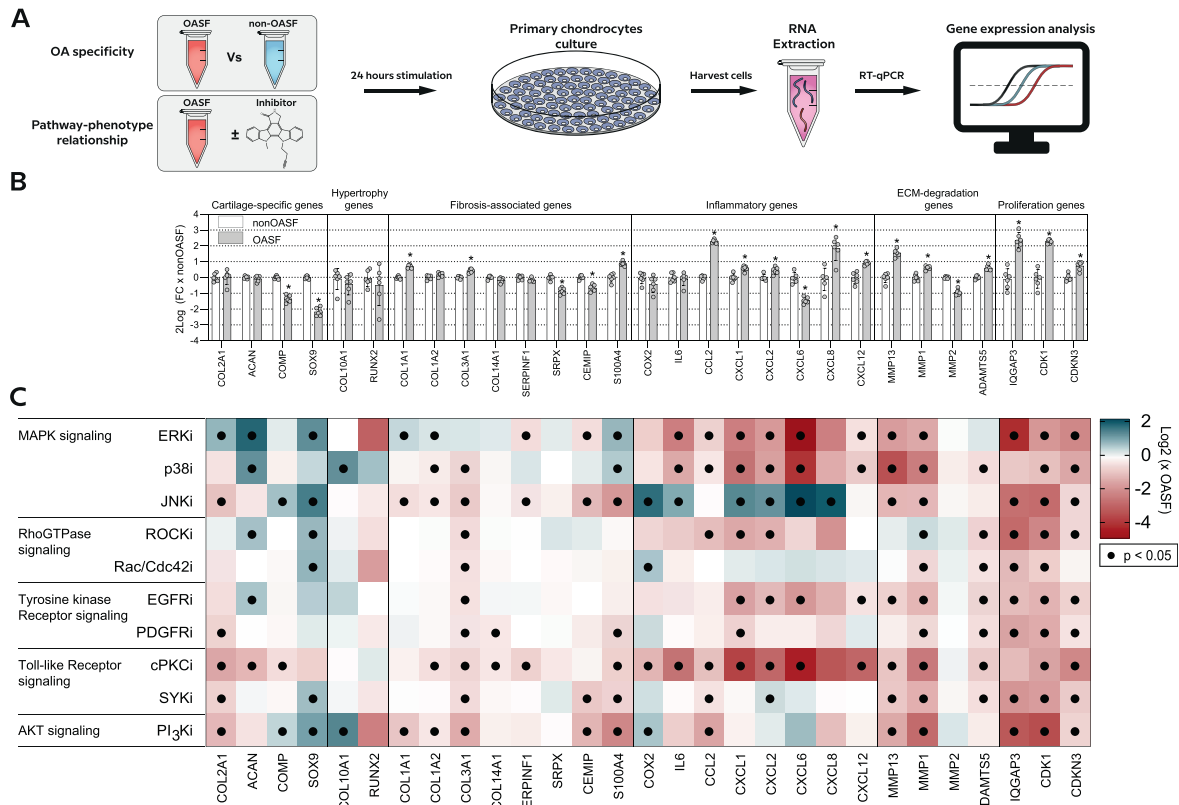 A
OA specificity
OASF
non-OASF
Vs
Pathway-phenotype
relationship
OASF
Inhibitor
±
24 hours stimulation
Primary chondrocytes
culture
Harvest cells
RNA
Extraction
RT-qPCR
Gene expression analysis
B
Cartilage-specific genes
Hypertrophy
genes
Fibrosis-associated genes
Inflammatory genes
ECM-degradation
genes
Proliferation genes
2Log (Fc x nonOASF)
4
3
2
1
0
-1
-2
-3
-4
nonOASF
OASF
* * * * * * * * * * * * * * * * * * * *
COL2A1
ACAN
COMP
SOX9
COL10A1
RUNX2
COL1A1
COL1A2
COL3A1
COL14A1
SERPINF1
SRPX
CEMIP
S100A4
COX2
IL6
CCL2
CXCL1
CXCL2
CXCL6
CXCL8
CXCL12
MMP13
MMP1
MMP2
ADAMTS5
IQGAP3
CDK1
CDKN3
C
MAPK signaling
ERKi
p38i
JNKi
RhoGTPase
signaling
ROCKi
Rac/Cdc42i
Tyrosine kinase
Receptor signaling
EGFRi
PDGFRi
Toll-like Receptor
signaling
cPKCi
SYKi
AKT signaling
PI3Ki
COL2A1
ACAN
COMP
SOX9
COL10A1
RUNX2
COL1A1
COL1A2
COL3A1
COL14A1
SERPINF1
SRPX
CEMIP
S100A4
COX2
IL6
CCL2
CXCL1
CXCL2
CXCL6
CXCL8
CXCL12
MMP13
MMP1
MMP2
DAMTS5
IQGAP3
CDK1
CDKN3
2
0
-2
-4
Log2 (x OASF)
p < 0.05